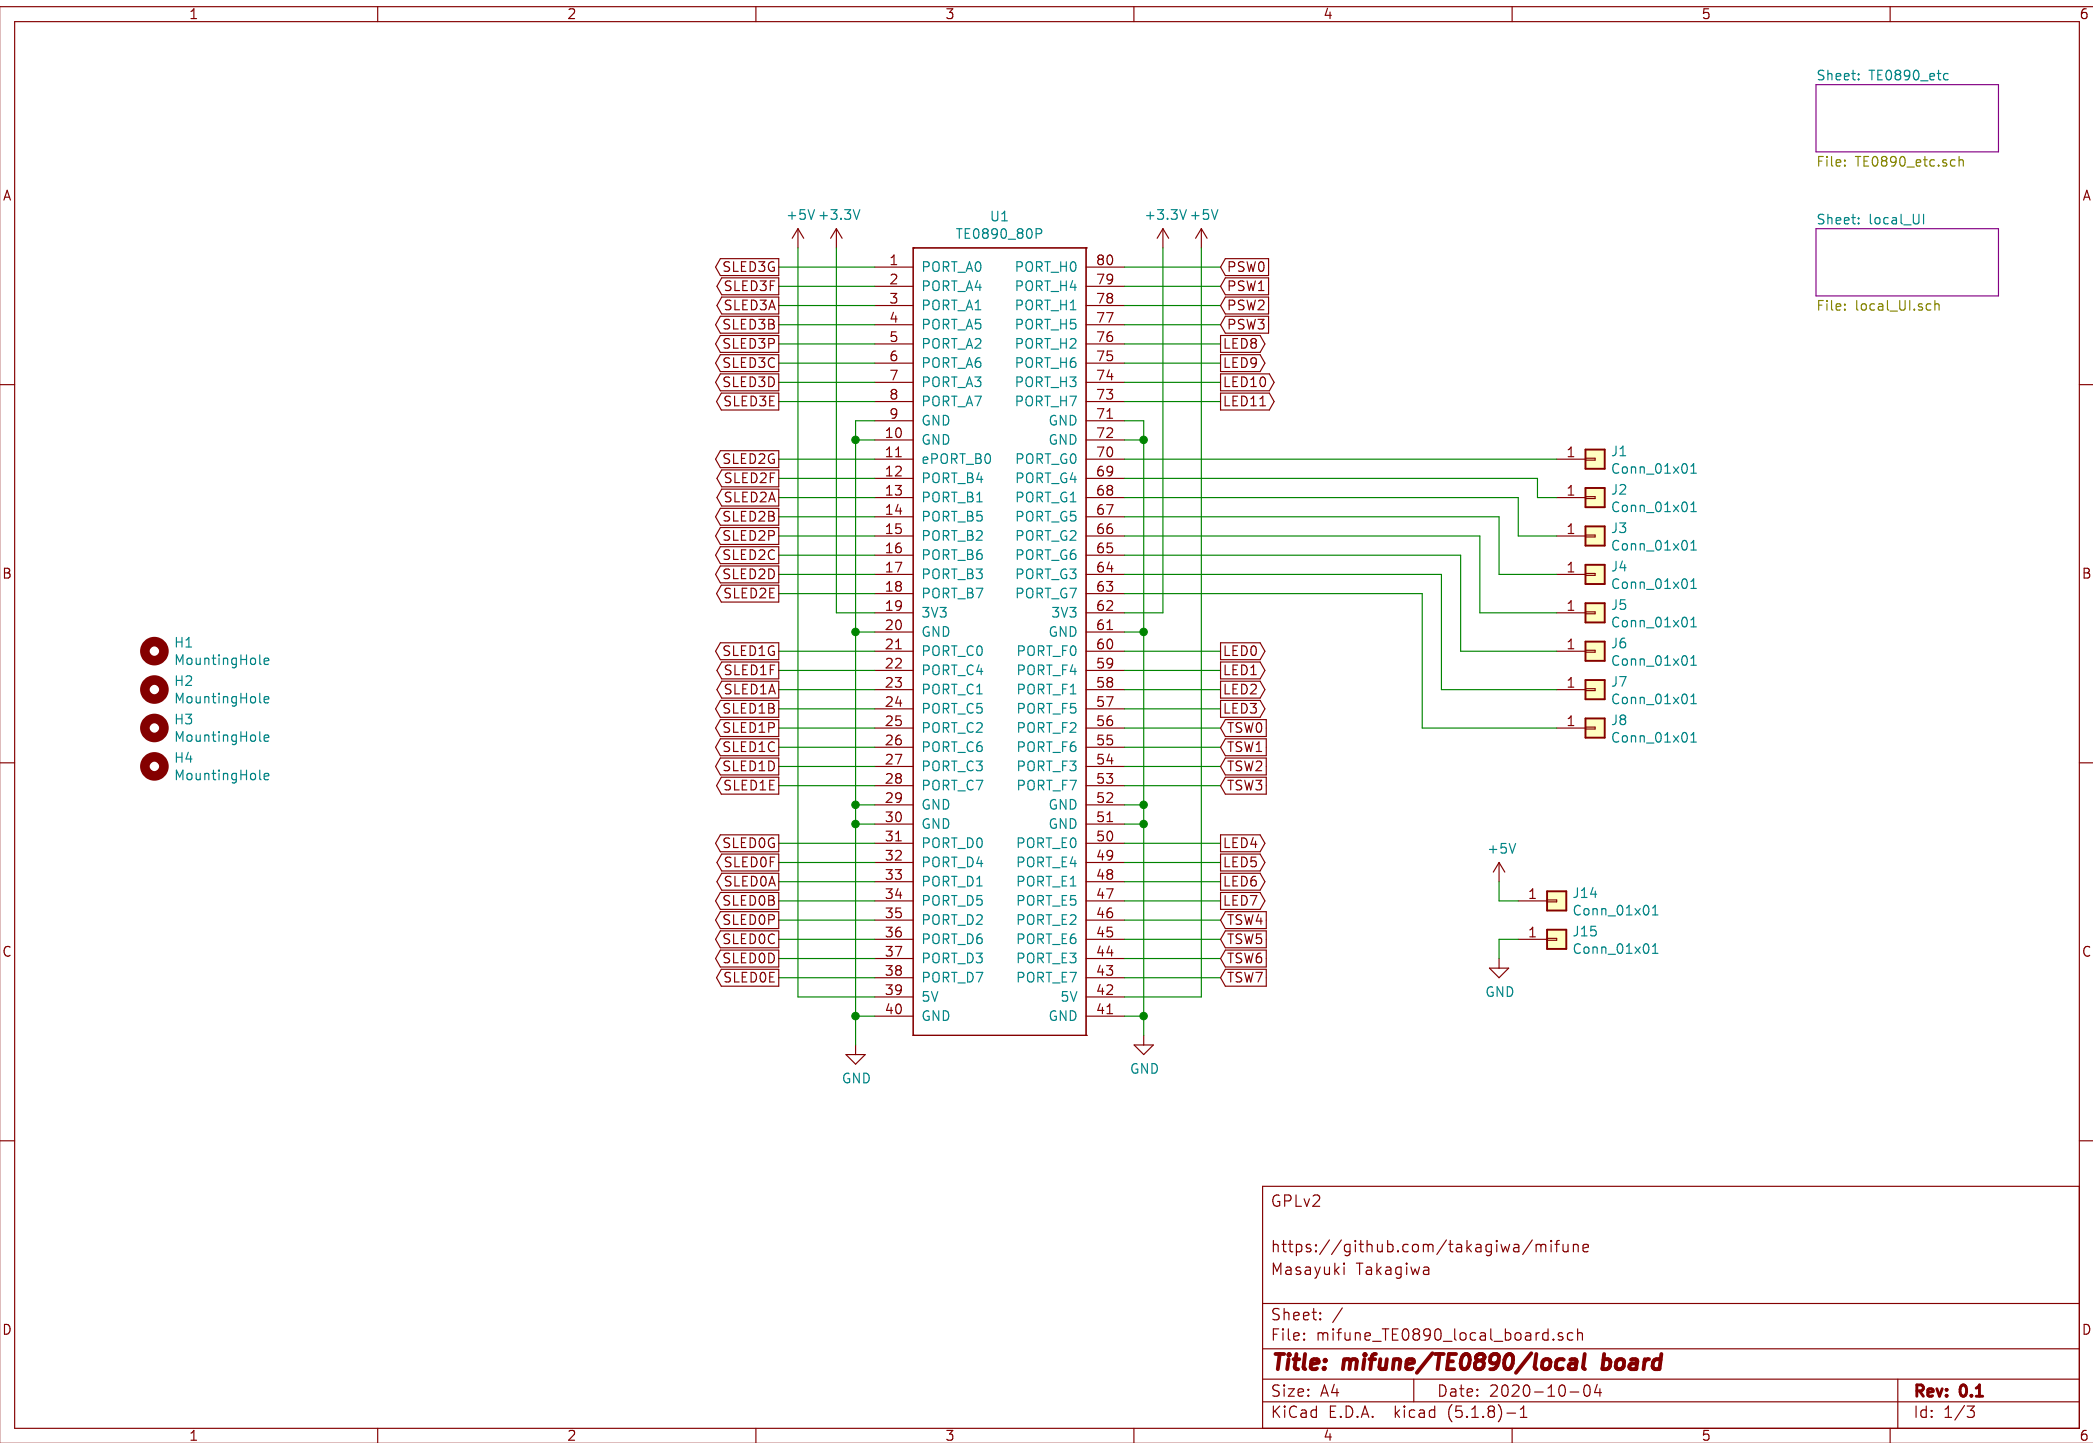 1 2 3 4 5 6
Sheet: TE0890_etc
File: TE0890_etc.sch
A A
Sheet: local_UI
File: local_UI.sch
+5V +3.3V U1 +3.3V +5V
TE0890_80P
SLED3G 1 PORT_A0 PORT_H0 80 PSW0
SLED3F 2 PORT_A4 PORT_H4 79 PSW1
SLED3A 3 PORT_A1 PORT_H1 78 PSW2
SLED3B 4 PORT_A5 PORT_H5 77 PSW3
SLED3P 5 PORT_A2 PORT_H2 76 LED8
SLED3C 6 PORT_A6 PORT_H6 75 LED9
SLED3D 7 PORT_A3 PORT_H3 74 LED10
SLED3E 8 PORT_A7 PORT_H7 73 LED11
9 GND GND 71
10 GND GND 72
SLED2G 11 ePORT_B0 PORT_G0 70 1 J1
Conn_01x01
SLED2F 12 PORT_B4 PORT_G4 69
SLED2A 13 PORT_B1 PORT_G1 68 1 J2
Conn_01x01
SLED2B 14 PORT_B5 PORT_G5 67
SLED2P 15 PORT_B2 PORT_G2 66 1 J3
Conn_01x01
SLED2C 16 PORT_B6 PORT_G6 65
SLED2D 17 PORT_B3 PORT_G3 64 1 J4
Conn_01x01
B B
SLED2E 18 PORT_B7 PORT_G7 63
19 3V3 3V3 62 1 J5
Conn_01x01
20 GND GND 61
SLED1G 21 PORT_C0 PORT_F0 60 LED0 1 J6
Conn_01x01
SLED1F 22 PORT_C4 PORT_F4 59 LED1
SLED1A 23 PORT_C1 PORT_F1 58 LED2 1 J7
Conn_01x01
SLED1B 24 PORT_C5 PORT_F5 57 LED3
SLED1P 25 PORT_C2 PORT_F2 56 TSW0 1 J8
Conn_01x01
SLED1C 26 PORT_C6 PORT_F6 55 TSW1
SLED1D 27 PORT_C3 PORT_F3 54 TSW2
SLED1E 28 PORT_C7 PORT_F7 53 TSW3
29 GND GND 52
30 GND GND 51
SLED0G 31 PORT_D0 PORT_E0 50 LED4
SLED0F 32 PORT_D4 PORT_E4 49 LED5
SLED0A 33 PORT_D1 PORT_E1 48 LED6
SLED0B 34 PORT_D5 PORT_E5 47 LED7
SLED0P 35 PORT_D2 PORT_E2 46 TSW4
SLED0C 36 PORT_D6 PORT_E6 45 TSW5
SLED0D 37 PORT_D3 PORT_E3 44 TSW6
SLED0E 38 PORT_D7 PORT_E7 43 TSW7
39 5V 5V 42
40 GND GND 41
GND GND
H1
MountingHole
H2
MountingHole
H3
MountingHole
H4
MountingHole
+5V
1 J14
Conn_01x01
1 J15
Conn_01x01
GND
C C
GPLv2
https://github.com/takagiwa/mifune
Masayuki Takagiwa
Sheet: /
File: mifune_TE0890_local_board.sch
D D
Title: mifune/TE0890/local board
Size: A4 Date: 2020-10-04 Rev: 0.1
KiCad E.D.A. kicad (5.1.8)-1 Id: 1/3
1 2 3 4 5 6